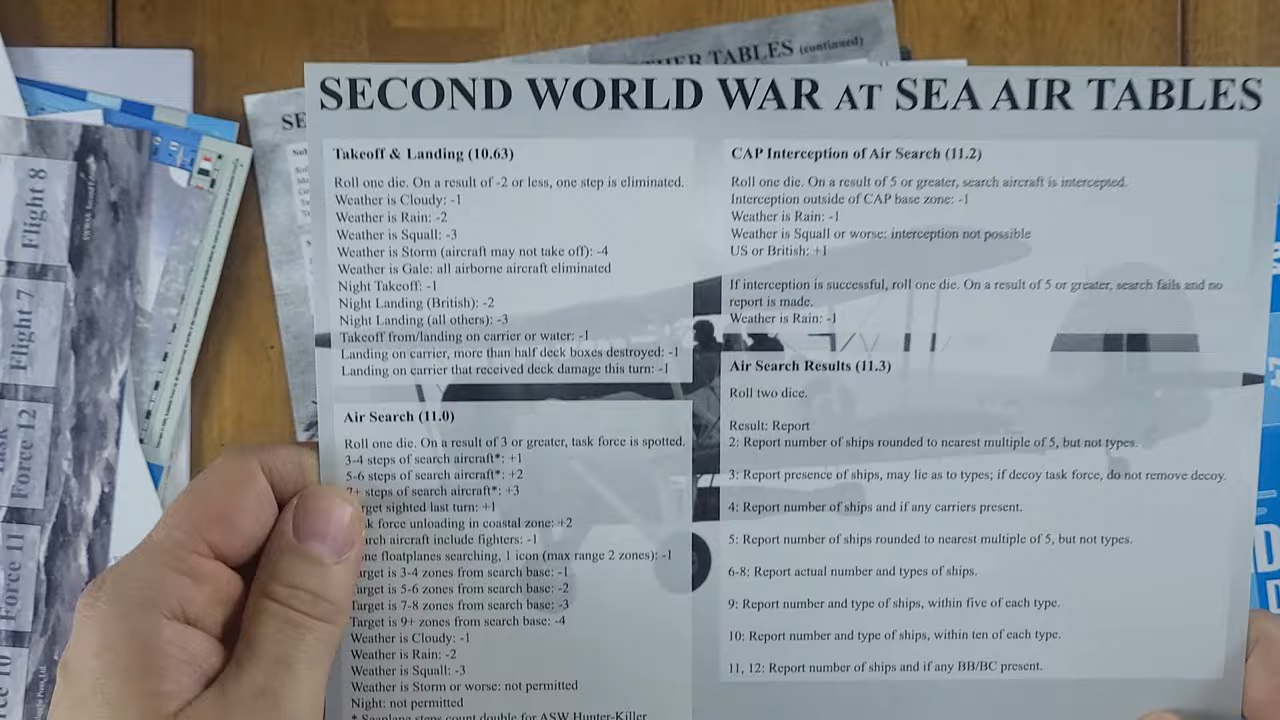 HER TABLES (continued)
SECOND WORLD WAR AT SEA AIR TABLES
SE
Takeoff & Landing (10.63)
Roll one die. On a result of -2 or less, one step is eliminated.
Weather is Cloudy: -1
Weather is Rain: -2
Weather is Squall: -3
Weather is Storm (aircraft may not take off): -4
Weather is Gale: all airborne aircraft eliminated
Night Takeoff: -1
Night Landing (British): -2
Night Landing (all others): -3
Takeoff from/landing on carrier or water: -1
Landing on carrier, more than half deck boxes destroyed: -1
Landing on carrier that received deck damage this turn: -1
Air Search (11.0)
Roll one die. On a result of 3 or greater, task force is spotted.
3-4 steps of search aircraft*: +1
5-6 steps of search aircraft*: +2
7+ steps of search aircraft*: +3
rget sighted last turn: +1
k force unloading in coastal zone: +2
rch aircraft include fighters: -1
ne floatplanes searching, 1 icon (max range 2 zones): -1
arget is 3-4 zones from search base: -1
Target is 5-6 zones from search base: -2
Target is 7-8 zones from search base: -3
Target is 9+ zones from search base: -4
Weather is Cloudy: -1
Weather is Rain: -2
Weather is Squall: -3
Weather is Storm or worse: not permitted
Night: not permitted
* Seaplane steps count double for ASW Hunter-Killer
CAP Interception of Air Search (11.2)
Roll one die. On a result of 5 or greater, search aircraft is intercepted.
Interception outside of CAP base zone: -1
Weather is Rain: -1
Weather is Squall or worse: interception not possible
US or British: +1
If interception is successful, roll one die. On a result of 5 or greater, search fails and no
report is made.
Weather is Rain: -1
Air Search Results (11.3)
Roll two dice.
Result: Report
2: Report number of ships rounded to nearest multiple of 5, but not types.
3: Report presence of ships, may lie as to types; if decoy task force, do not remove decoy.
4: Report number of ships and if any carriers present.
5: Report number of ships rounded to nearest multiple of 5, but not types.
6-8: Report actual number and types of ships.
9: Report number and type of ships, within five of each type.
10: Report number and type of ships, within ten of each type.
11, 12: Report number of ships and if any BB/BC present.
Flight 8
Flight 7
Task
Force 12
Force 11
rce 10